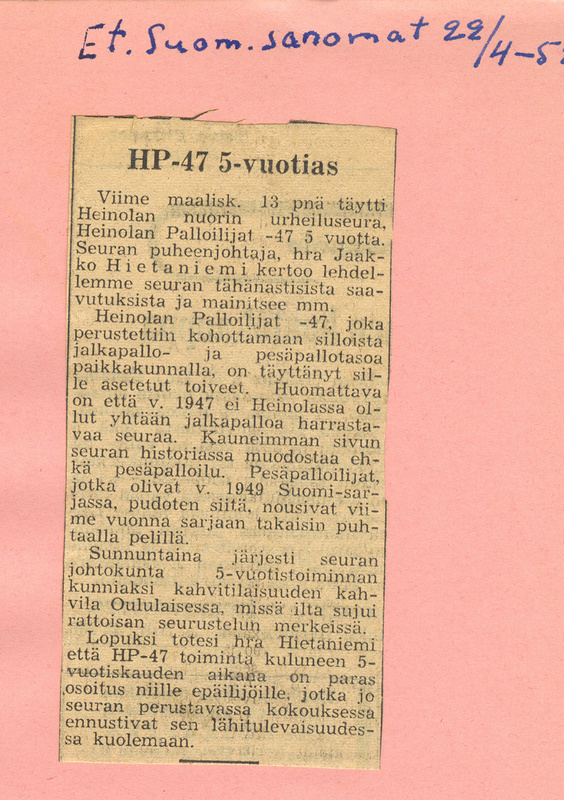 Et. Suom. sanomat 22/4-5
HP-47 5-vuotias
Viime maalisk. 13 pnä täytti
Heinolan nuorin urheiluseura,
Heinolan Palloilijat -47 5 vuotta.
Seuran puheenjohtaja, hra Jaak-
ko Hietaniemi kertoo lehdel-
lemme seuran tähänastisista saa-
vutuksista ja mainitsee mm.
Heinolan Palloilijat -47, joka
perustettiin kohottamaan silloista
jalkapallo- ja pesäpallotasoa
paikkakunnalla, on täyttänyt sil-
le asetetut toiveet. Huomattava
on että v. 1947 ei Heinolassa ol-
lut yhtään jalkapalloa harrasta-
vaa seuraa. Kauneimman sivun
seuran historiassa muodostaa eh-
kä pesäpalloilu. Pesäpalloilijat,
jotka olivat v. 1949 Suomi-sar-
jassa, pudoten siitä, nousivat vii-
me vuonna sarjaan takaisin puh-
taalla pelillä.
Sunnuntaina järjesti seuran
johtokunta 5-vuotistoiminnan
kunniaksi kahvitilaisuuden kah-
vila Oululaisessa, missä ilta sujui
rattoisan seurustelun merkeissä.
Lopuksi totesi hra Hietaniemi
että HP-47 toiminta kuluneen 5-
vuotiskauden aikana on paras
osoitus niille epäilijöille, jotka jo
seuran perustavassa kokouksessa
ennustivat sen lähitulevaisuudes-
sa kuolemaan.